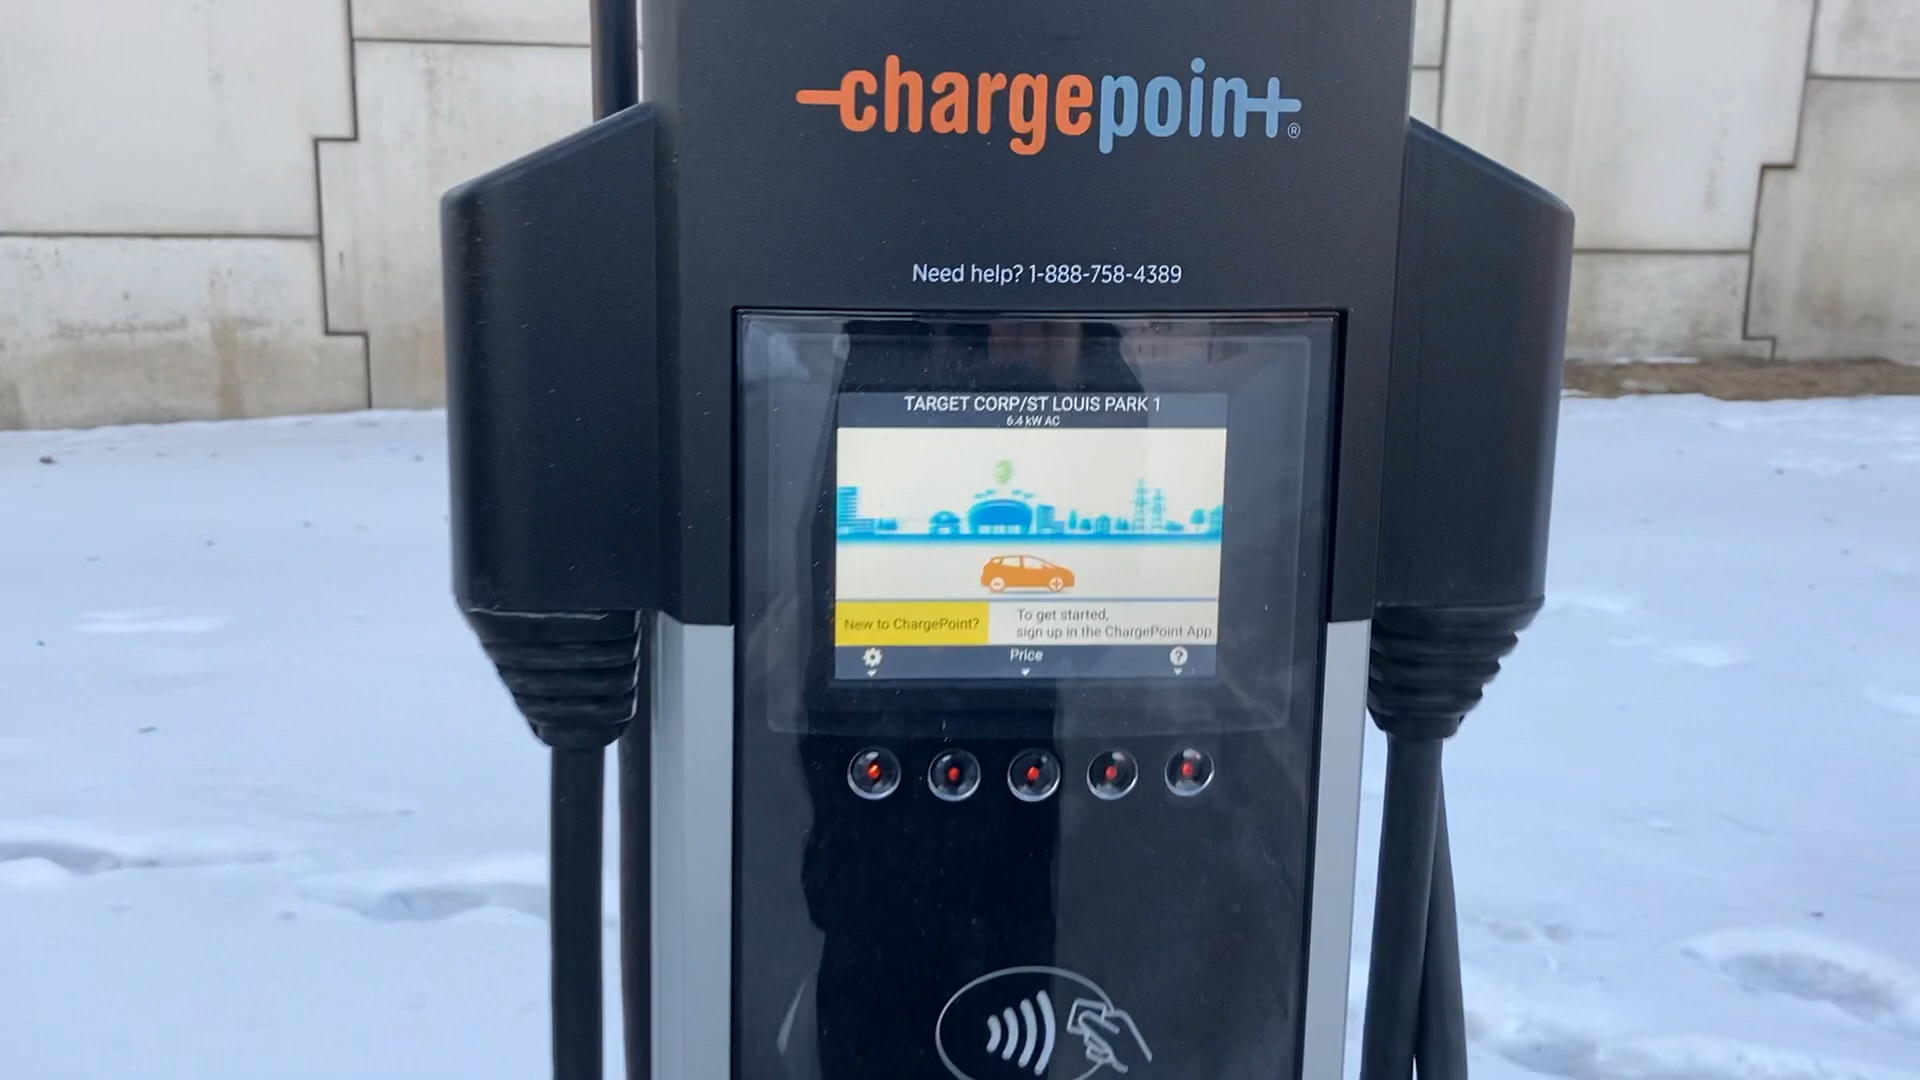 chargepoint®
Need help? 1-888-758-4389
TARGET CORP/ST LOUIS PARK 1
6.4 kW AC
New to ChargePoint?
To get started,
sign up in the ChargePoint App
Price
?